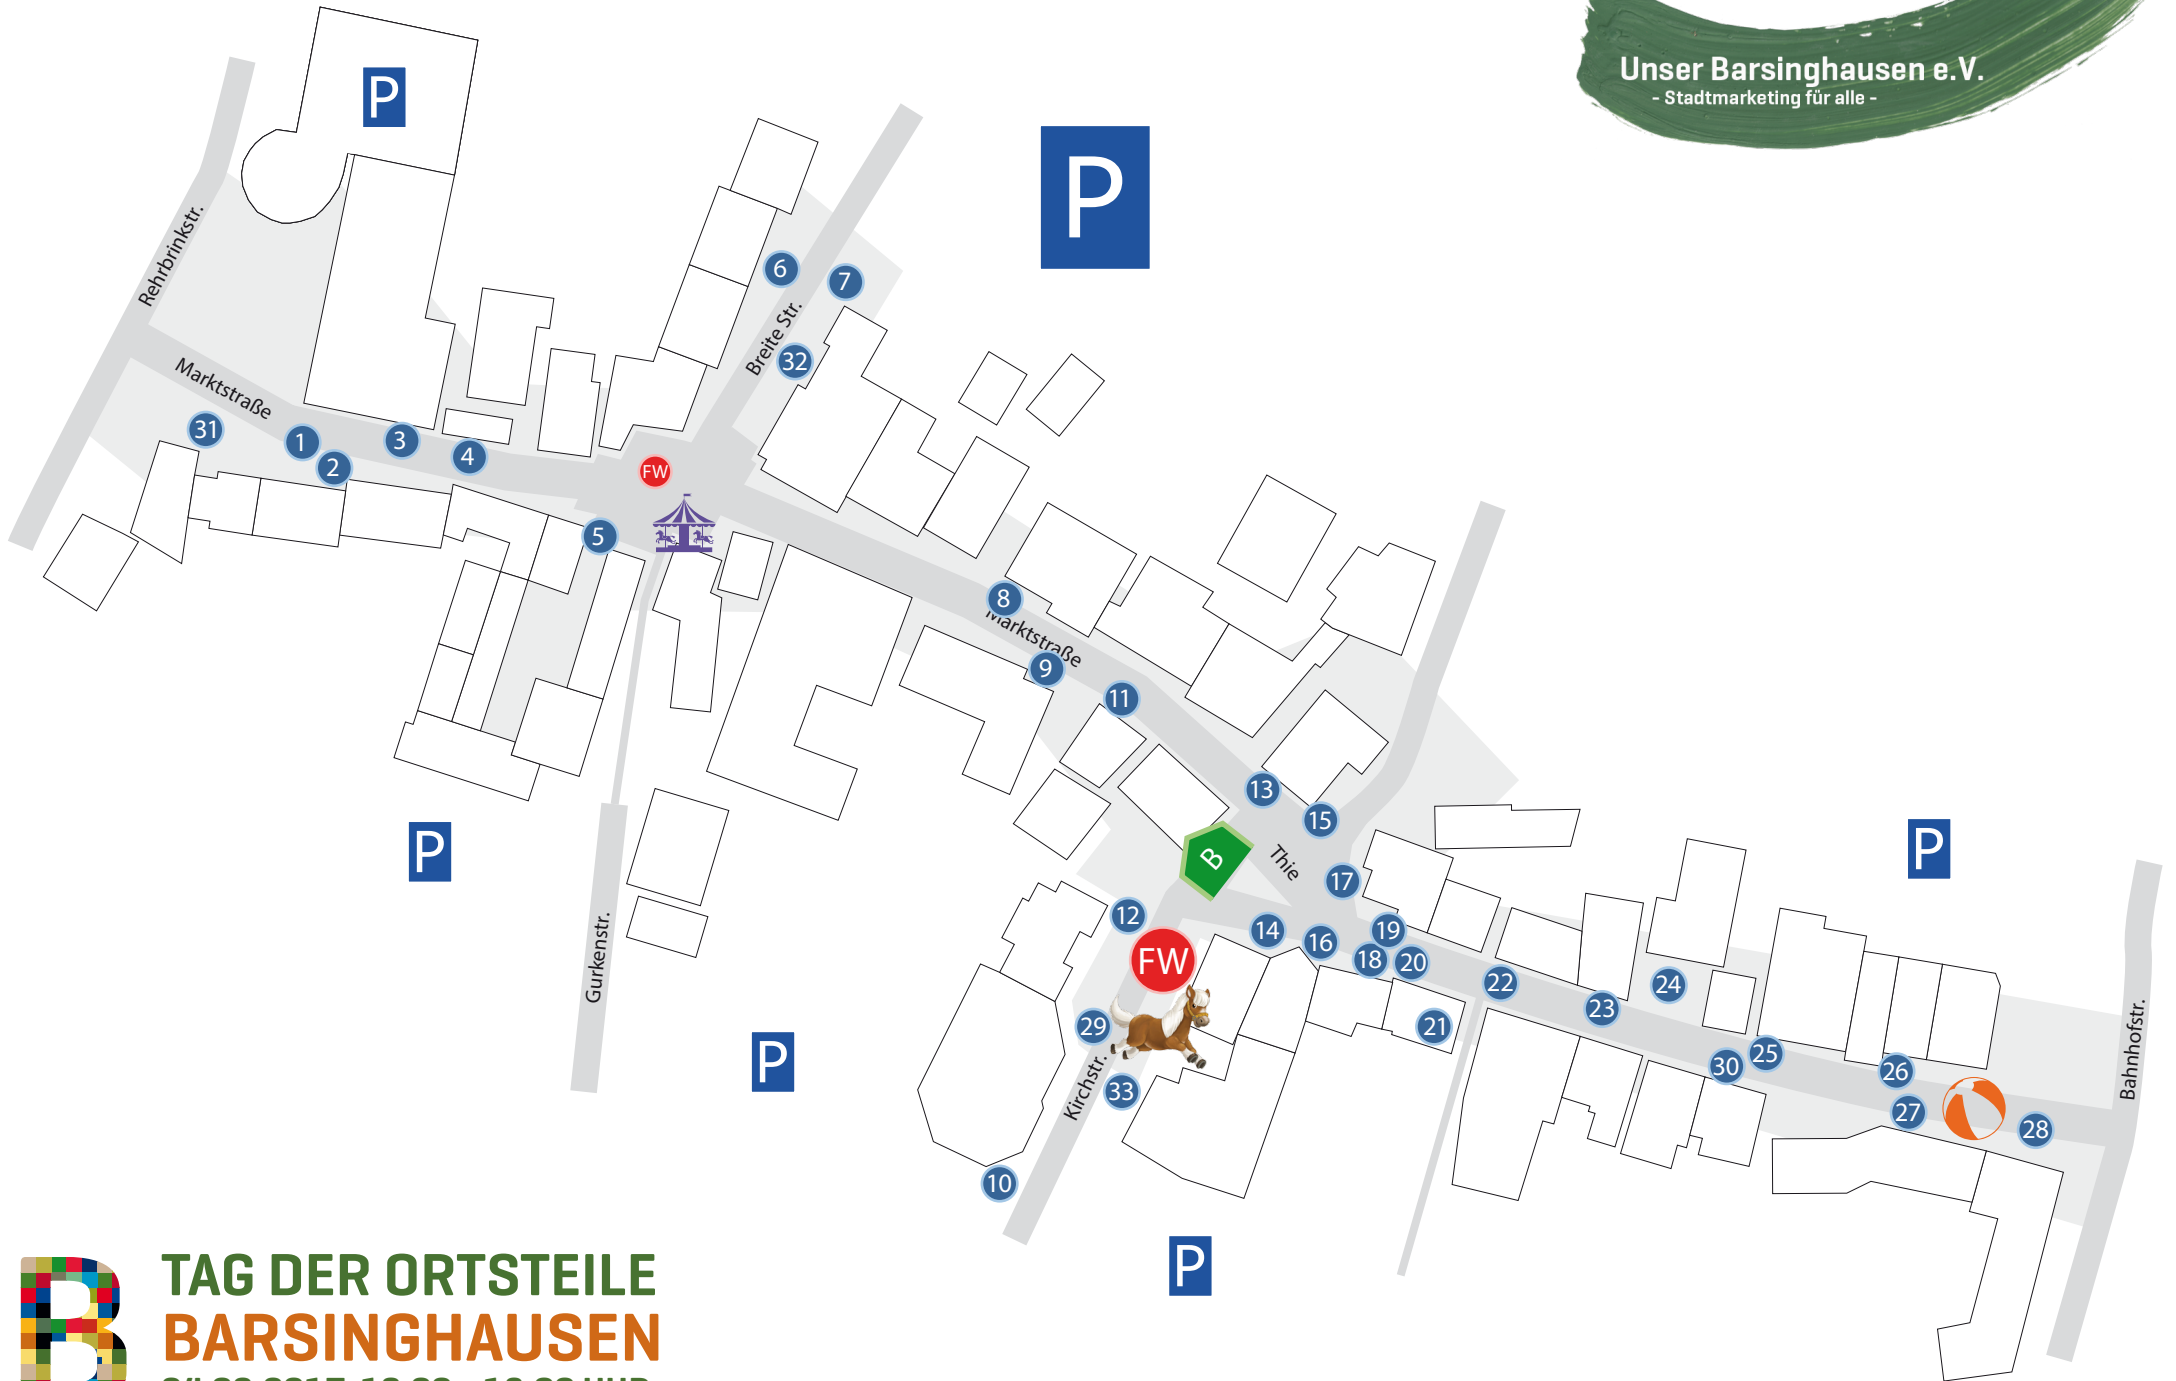 Unser Barsinghausen e.V.
- Stadtmarketing für alle -
P
P
Rehrbrinkstr.
6
7
Breite Str.
32
Marktstraße
31
1
2
3
4
FW
5
8
Marktstraße
9
11
13
15
B
Thie
17
P
P
12
14
16
19
18
20
FW
Gurkenstr.
22
24
23
21
29
P
Kirchstr.
33
30
25
26
27
28
Bahnhofstr.
10
P
TAG DER ORTSTEILE
BARSINGHAUSEN